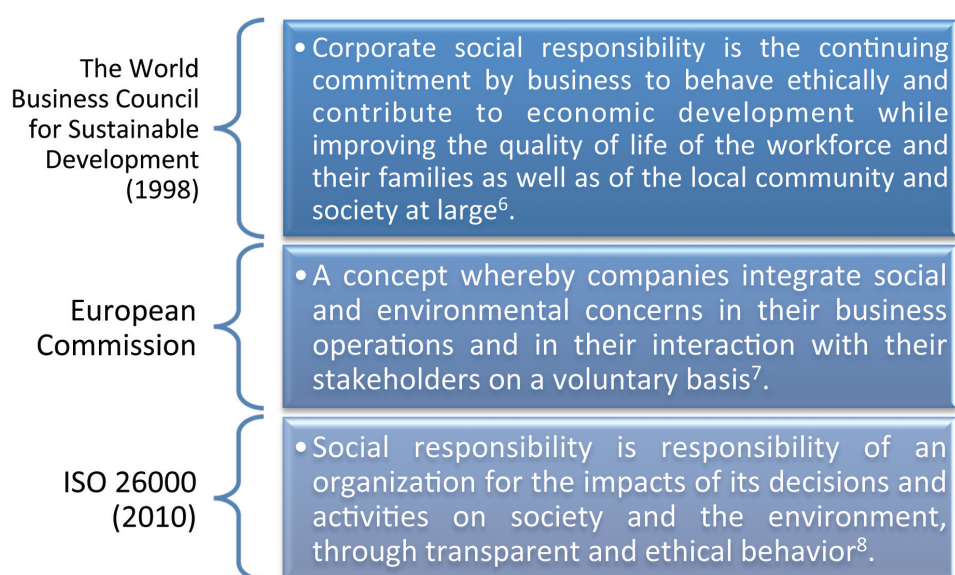 The World
Business Council
for Sustainable
Development
(1998)
• Corporate social responsibility is the continuing
commitment by business to behave ethically and
contribute to economic development while
improving the quality of life of the workforce and
their families as well as of the local community and
society at large⁶.
European
Commission
• A concept whereby companies integrate social
and environmental concerns in their business
operations and in their interaction with their
stakeholders on a voluntary basis⁷.
ISO 26000
(2010)
• Social responsibility is responsibility of an
organization for the impacts of its decisions and
activities on society and the environment,
through transparent and ethical behavior⁸.